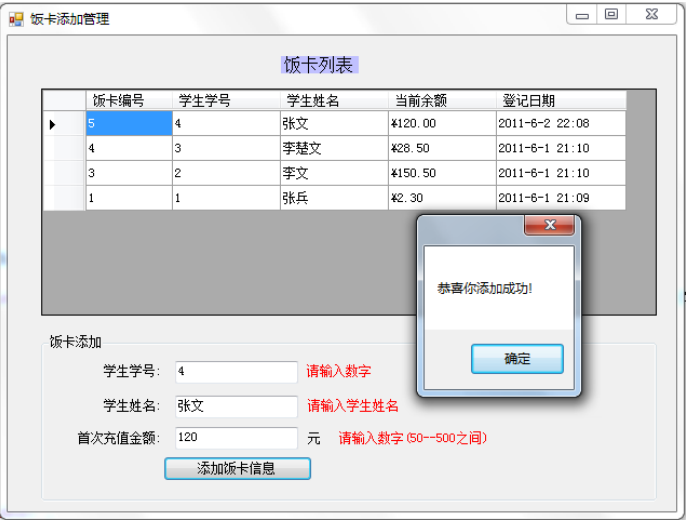 饭卡添加管理
饭卡列表
饭卡编号 学生学号 学生姓名 当前余额 登记日期
5 4 张文 ¥120.00 2011-6-2 22:08
4 3 李楚文 ¥28.50 2011-6-1 21:10
3 2 李文 ¥150.50 2011-6-1 21:10
1 1 张兵 ¥2.30 2011-6-1 21:09
恭喜你添加成功!
确定
饭卡添加
学生学号: 4 请输入数字
学生姓名: 张文 请输入学生姓名
首次充值金额: 120 元 请输入数字(50--500之间)
添加饭卡信息